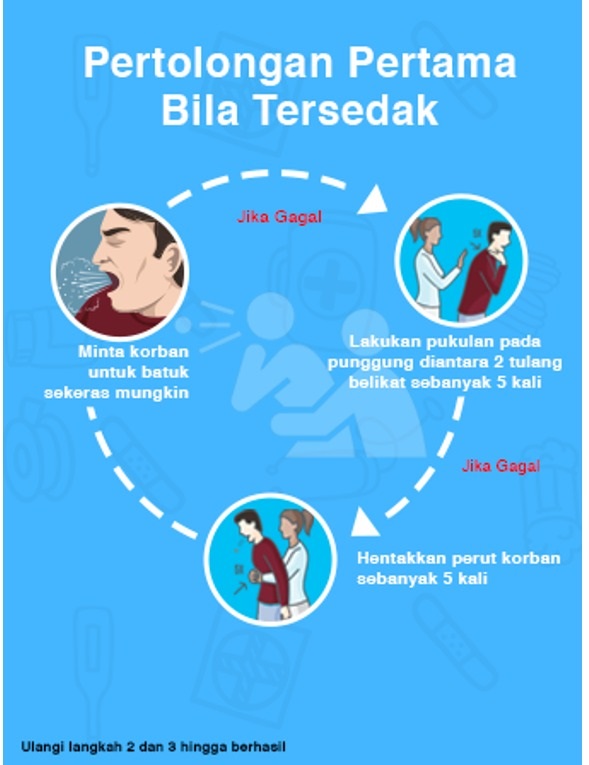 Pertolongan Pertama
Bila Tersedak
Jika Gagal
Minta korban
untuk batuk
sekeras mungkin
Lakukan pukulan pada
punggung diantara 2 tulang
belikat sebanyak 5 kali
Jika Gagal
Hentakkan perut korban
sebanyak 5 kali
Ulangi langkah 2 dan 3 hingga berhasil